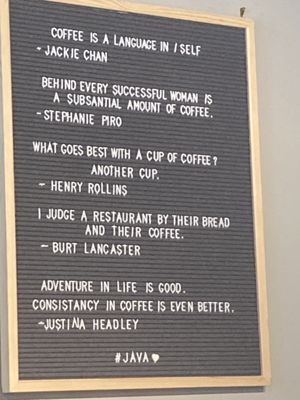 COFFEE IS A LANGUAGE IN I SELF
- JACKIE CHAN
BEHIND EVERY SUCCESSFUL WOMAN IS
A SUBSANTIAL AMOUNT OF COFFEE.
- STEPHANIE PIRO
WHAT GOES BEST WITH A CUP OF COFFEE?
ANOTHER CUP.
- HENRY ROLLINS
I JUDGE A RESTAURANT BY THEIR BREAD
AND THEIR COFFEE.
- BURT LANCASTER
ADVENTURE IN LIFE IS GOOD.
CONSISTANCY IN COFFEE IS EVEN BETTER.
-JUSTINA HEADLEY
#JAVA♥